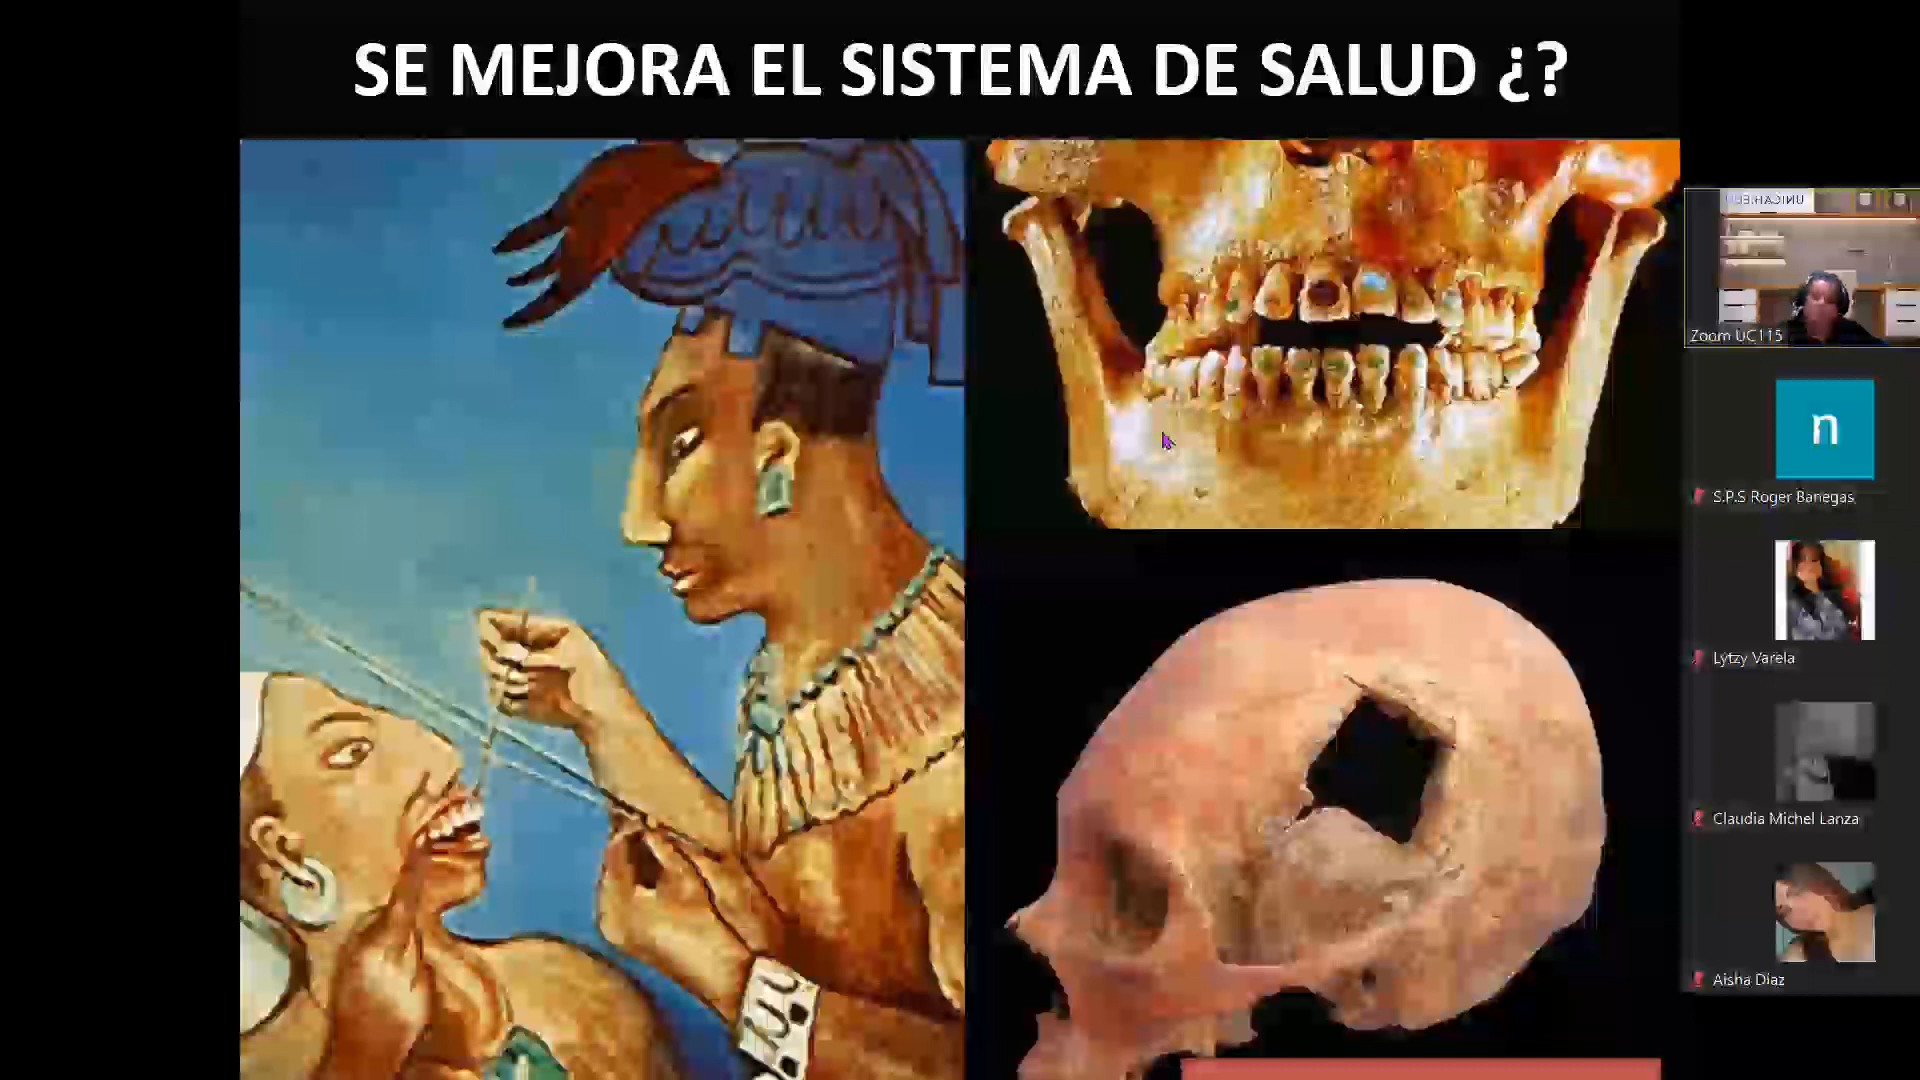 SE MEJORA EL SISTEMA DE SALUD ¿?
Zoom UC115
n
S.P.S Roger Banegas
Lytzy Varela
Claudia Michel Lanza
Aisha Diaz